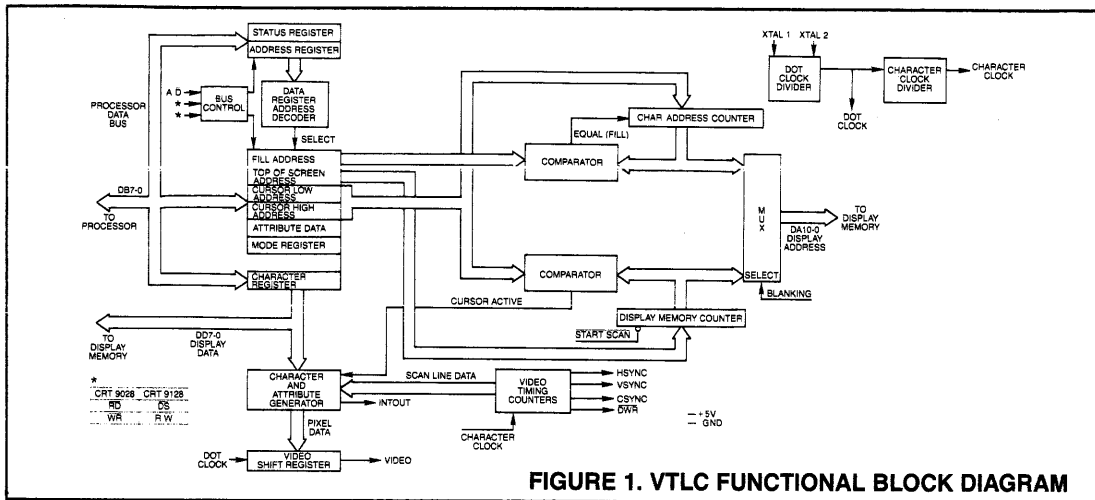 STATUS REGISTER
ADDRESS REGISTER
A D
*
*
BUS
CONTROL
DATA
REGISTER
ADDRESS
DECODER
PROCESSOR
DATA
BUS
SELECT
FILL ADDRESS
TOP OF SCREEN
ADDRESS
CURSOR LOW
ADDRESS
CURSOR HIGH
ADDRESS
ATTRIBUTE DATA
MODE REGISTER
CHARACTER
REGISTER
DB7-0
TO
PROCESSOR
TO
DISPLAY
MEMORY
DD7-0
DISPLAY
DATA
CHARACTER
AND
ATTRIBUTE
GENERATOR
INTOUT
PIXEL
DATA
DOT
CLOCK
VIDEO
SHIFT REGISTER
VIDEO
*
CRT 9028 CRT 9128
RD DS
WR R W
XTAL 1 XTAL 2
DOT
CLOCK
DIVIDER
CHARACTER
CLOCK
DIVIDER
CHARACTER
CLOCK
DOT
CLOCK
CHAR ADDRESS COUNTER
EQUAL (FILL)
COMPARATOR
MUX
SELECT
TO
DISPLAY
MEMORY
DA10-0
DISPLAY
ADDRESS
BLANKING
COMPARATOR
CURSOR ACTIVE
DISPLAY MEMORY COUNTER
START SCAN
SCAN LINE DATA
VIDEO
TIMING
COUNTERS
HSYNC
VSYNC
CSYNC
DWR
CHARACTER
CLOCK
+5V
GND
FIGURE 1. VTLC FUNCTIONAL BLOCK DIAGRAM